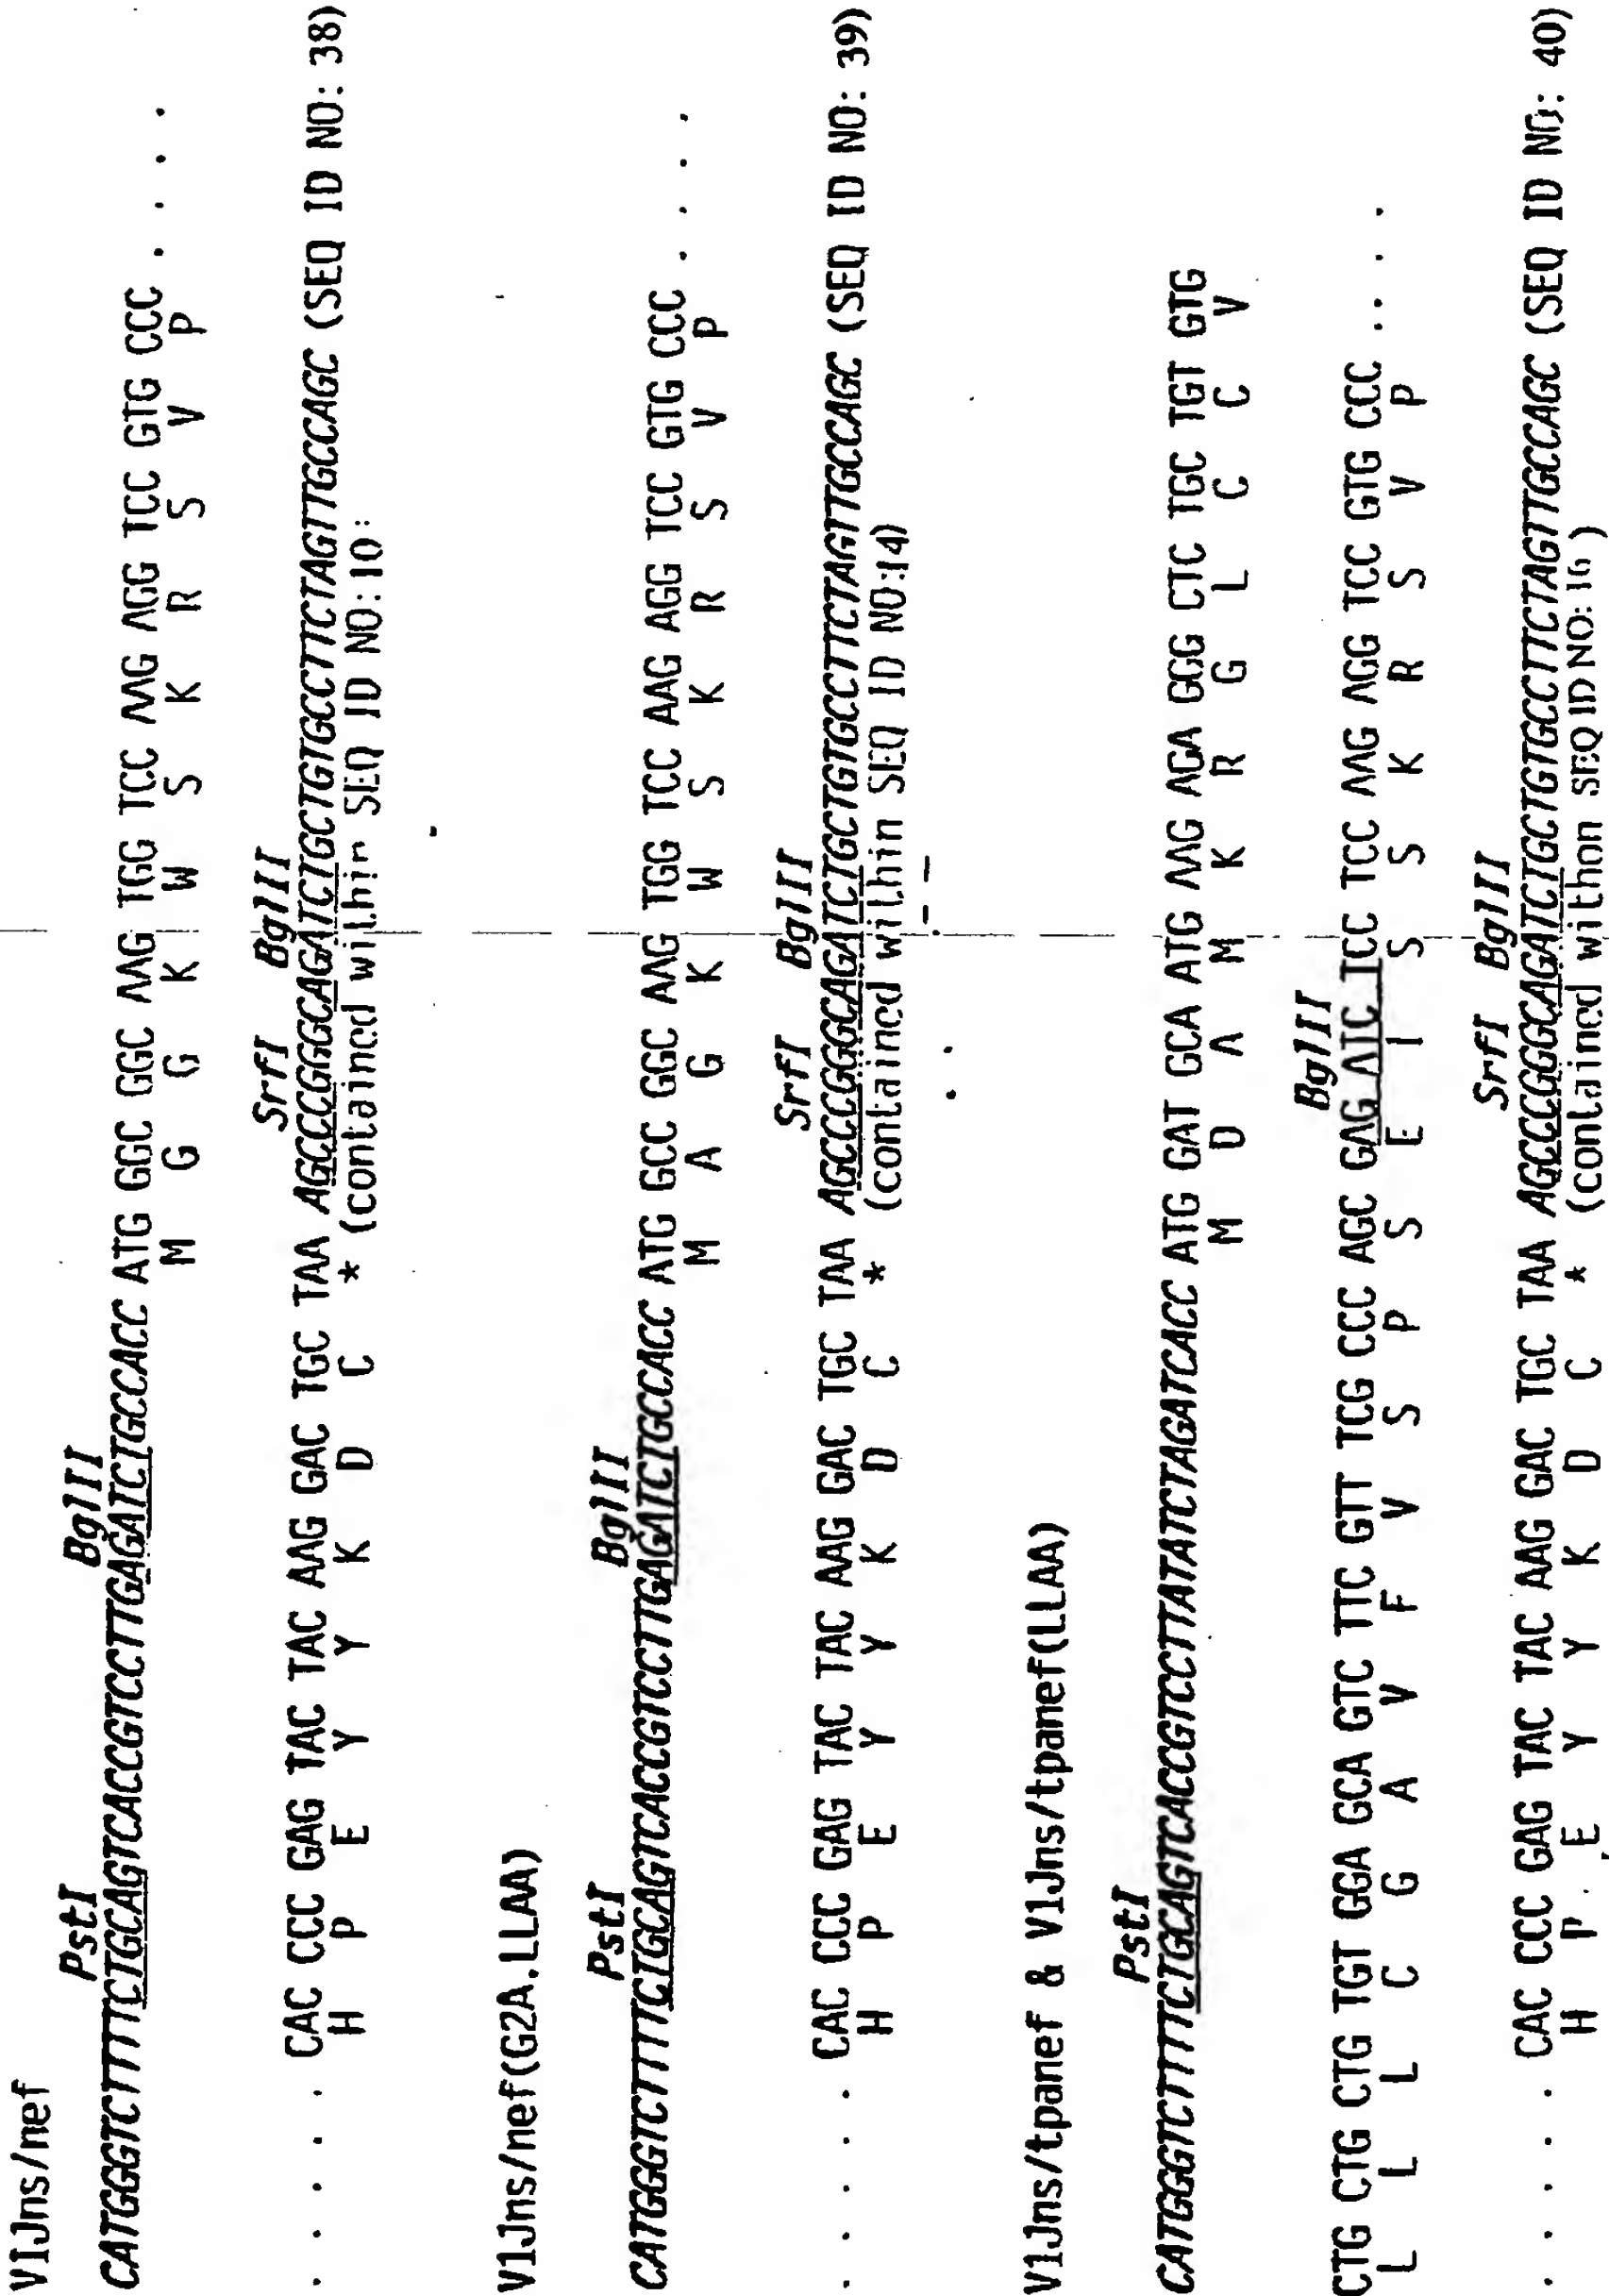 V1Jns/nef
PstI BglII
CATGGGTCTTTTCTGCAGTCACCGTCCTTGAGATCTGCCACC ATG GGC GGC AAG TGG TCC AAG AGG TCC GTG CCC . . . . .
M G G K W S K R S V P
SrfI BglII
. . . . . CAC CCC GAG TAC TAC AAG GAC TGC TAA AGCCCGGGCAGATCTGCTGTGCCTTCTAGTTGCCAGC (SEQ ID NO: 38)
H P E Y Y K D C * (contained within SEQ ID NO:10:
V1Jns/nef(G2A,LLAA)
PstI BglII
CATGGGTCTTTTCTGCAGTCACCGTCCTTGAGATCTGCCACC ATG GCC GGC AAG TGG TCC AAG AGG TCC GTG CCC . . . . .
M A G K W S K R S V P
SrfI BglII
. . . . . CAC CCC GAG TAC TAC AAG GAC TGC TAA AGCCCGGGCAGATCTGCTGTGCCTTCTAGTTGCCAGC (SEQ ID NO: 39)
H P E Y Y K D C * (contained within SEQ ID NO:14)
V1Jns/tpanef & V1Jns/tpanef(LLAA)
PstI
CATGGGTCTTTTCTGCAGTCACCGTCCTTATATCTAGATCACC ATG GAT GCA ATG AAG AGA GGG CTC TGC TGT GTG
M D A M K R G L C C V
BglII
CTG CTG CTG TGT GGA GCA GTC TTC GTT TCG CCC AGC GAG ATC TCC TCC AAG AGG TCC GTG CCC . . . .
L L L C G A V F V S P S E I S S K R S V P
SrfI BglII
. . . . . CAC CCC GAG TAC TAC AAG GAC TGC TAA AGCCCGGGCAGATCTGCTGTGCCTTCTAGTTGCCAGC (SEQ ID NO: 40)
H P E Y Y K D C * (contained withon SEQ ID NO: 16 )